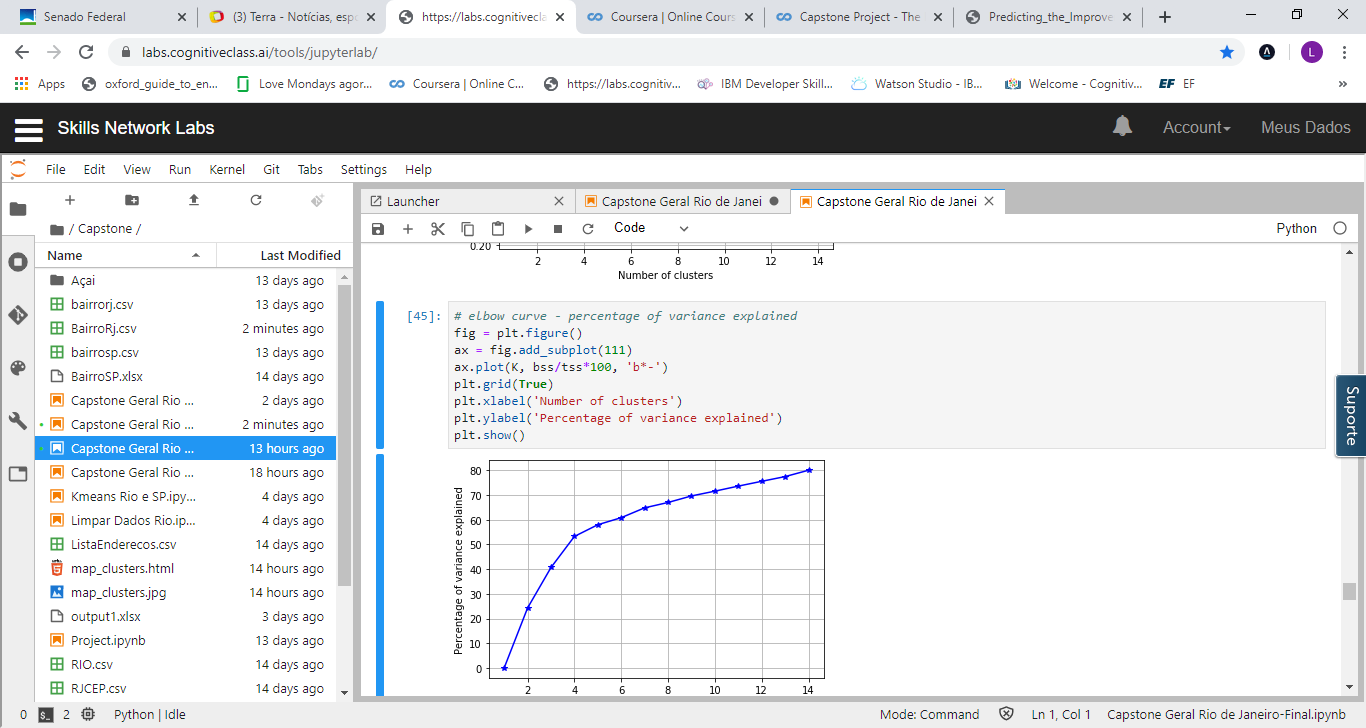 Senado Federal
(3) Terra - Notícias, espo
https://labs.cognitivecla
Coursera | Online Cours
Capstone Project - The
Predicting_the_Improve
labs.cognitiveclass.ai/tools/jupyterlab/
L
Apps
oxford_guide_to_en...
Love Mondays agor...
Coursera | Online C...
https://labs.cognitiv...
IBM Developer Skill...
Watson Studio - IB...
Welcome - Cognitiv...
EF EF
»
Skills Network Labs
Account
Meus Dados
File Edit View Run Kernel Git Tabs Settings Help
/ Capstone /
Name Last Modified
Açai 13 days ago
bairrorj.csv 13 days ago
BairroRj.csv 2 minutes ago
bairrosp.csv 13 days ago
BairroSP.xlsx 14 days ago
Capstone Geral Rio ... 2 days ago
Capstone Geral Rio ... 2 minutes ago
Capstone Geral Rio ... 13 hours ago
Capstone Geral Rio ... 18 hours ago
Kmeans Rio e SP.ipy... 4 days ago
Limpar Dados Rio.ip... 4 days ago
ListaEnderecos.csv 14 days ago
map_clusters.html 14 hours ago
map_clusters.jpg 14 hours ago
output1.xlsx 3 days ago
Project.ipynb 13 days ago
RIO.csv 14 days ago
RJCEP.csv 14 days ago
Launcher
Capstone Geral Rio de Janei
Capstone Geral Rio de Janei
Code
Python
0.20
2 4 6 8 10 12 14
Number of clusters
[45]:
# elbow curve - percentage of variance explained
fig = plt.figure()
ax = fig.add_subplot(111)
ax.plot(K, bss/tss*100, 'b*-')
plt.grid(True)
plt.xlabel('Number of clusters')
plt.ylabel('Percentage of variance explained')
plt.show()
Percentage of variance explained
80
70
60
50
40
30
20
10
0
2 4 6 8 10 12 14
Suporte
0 $_ 2 Python | Idle
Mode: Command
Ln 1, Col 1
Capstone Geral Rio de Janeiro-Final.ipynb